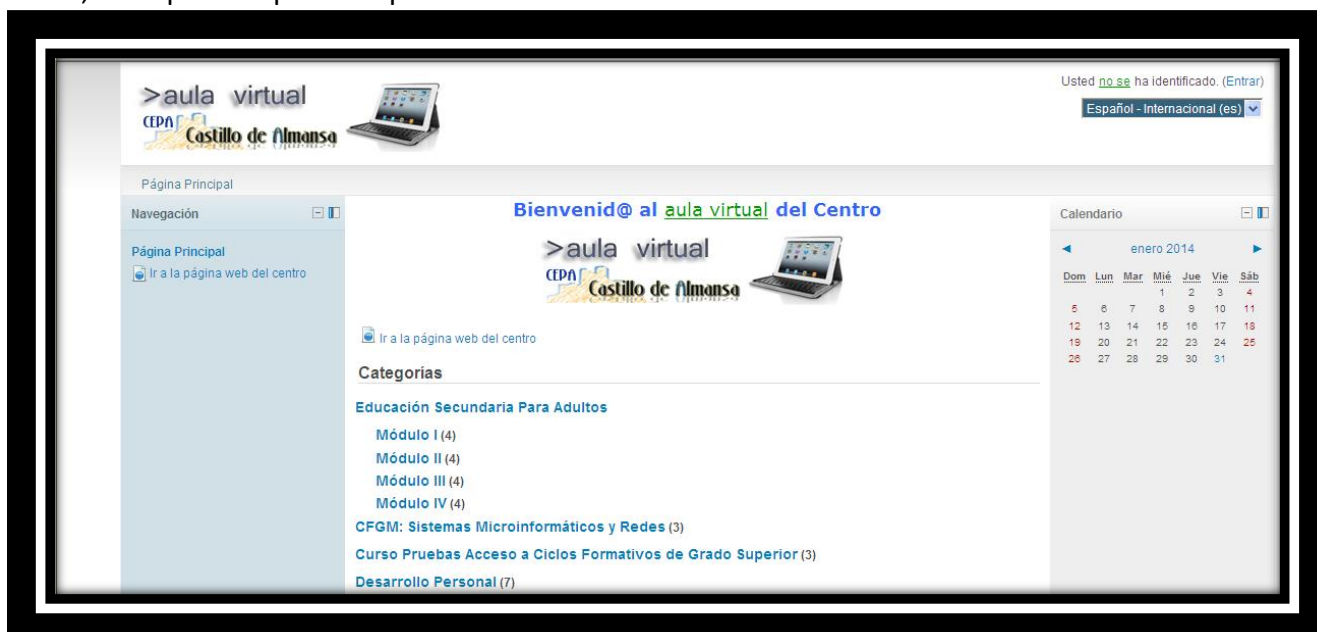 Usted no se ha identificado. (Entrar)
Español - Internacional (es)
>aula virtual
CEPA
Castillo de Almansa
Página Principal
Navegación
Página Principal
Ir a la página web del centro
Bienvenid@ al aula virtual del Centro
>aula virtual
CEPA
Castillo de Almansa
Ir a la página web del centro
Categorías
Educación Secundaria Para Adultos
Módulo I (4)
Módulo II (4)
Módulo III (4)
Módulo IV (4)
CFGM: Sistemas Microinformáticos y Redes (3)
Curso Pruebas Acceso a Ciclos Formativos de Grado Superior (3)
Desarrollo Personal (7)
Calendario
enero 2014
Dom Lun Mar Mié Jue Vie Sáb
1 2 3 4
5 6 7 8 9 10 11
12 13 14 15 16 17 18
19 20 21 22 23 24 25
26 27 28 29 30 31